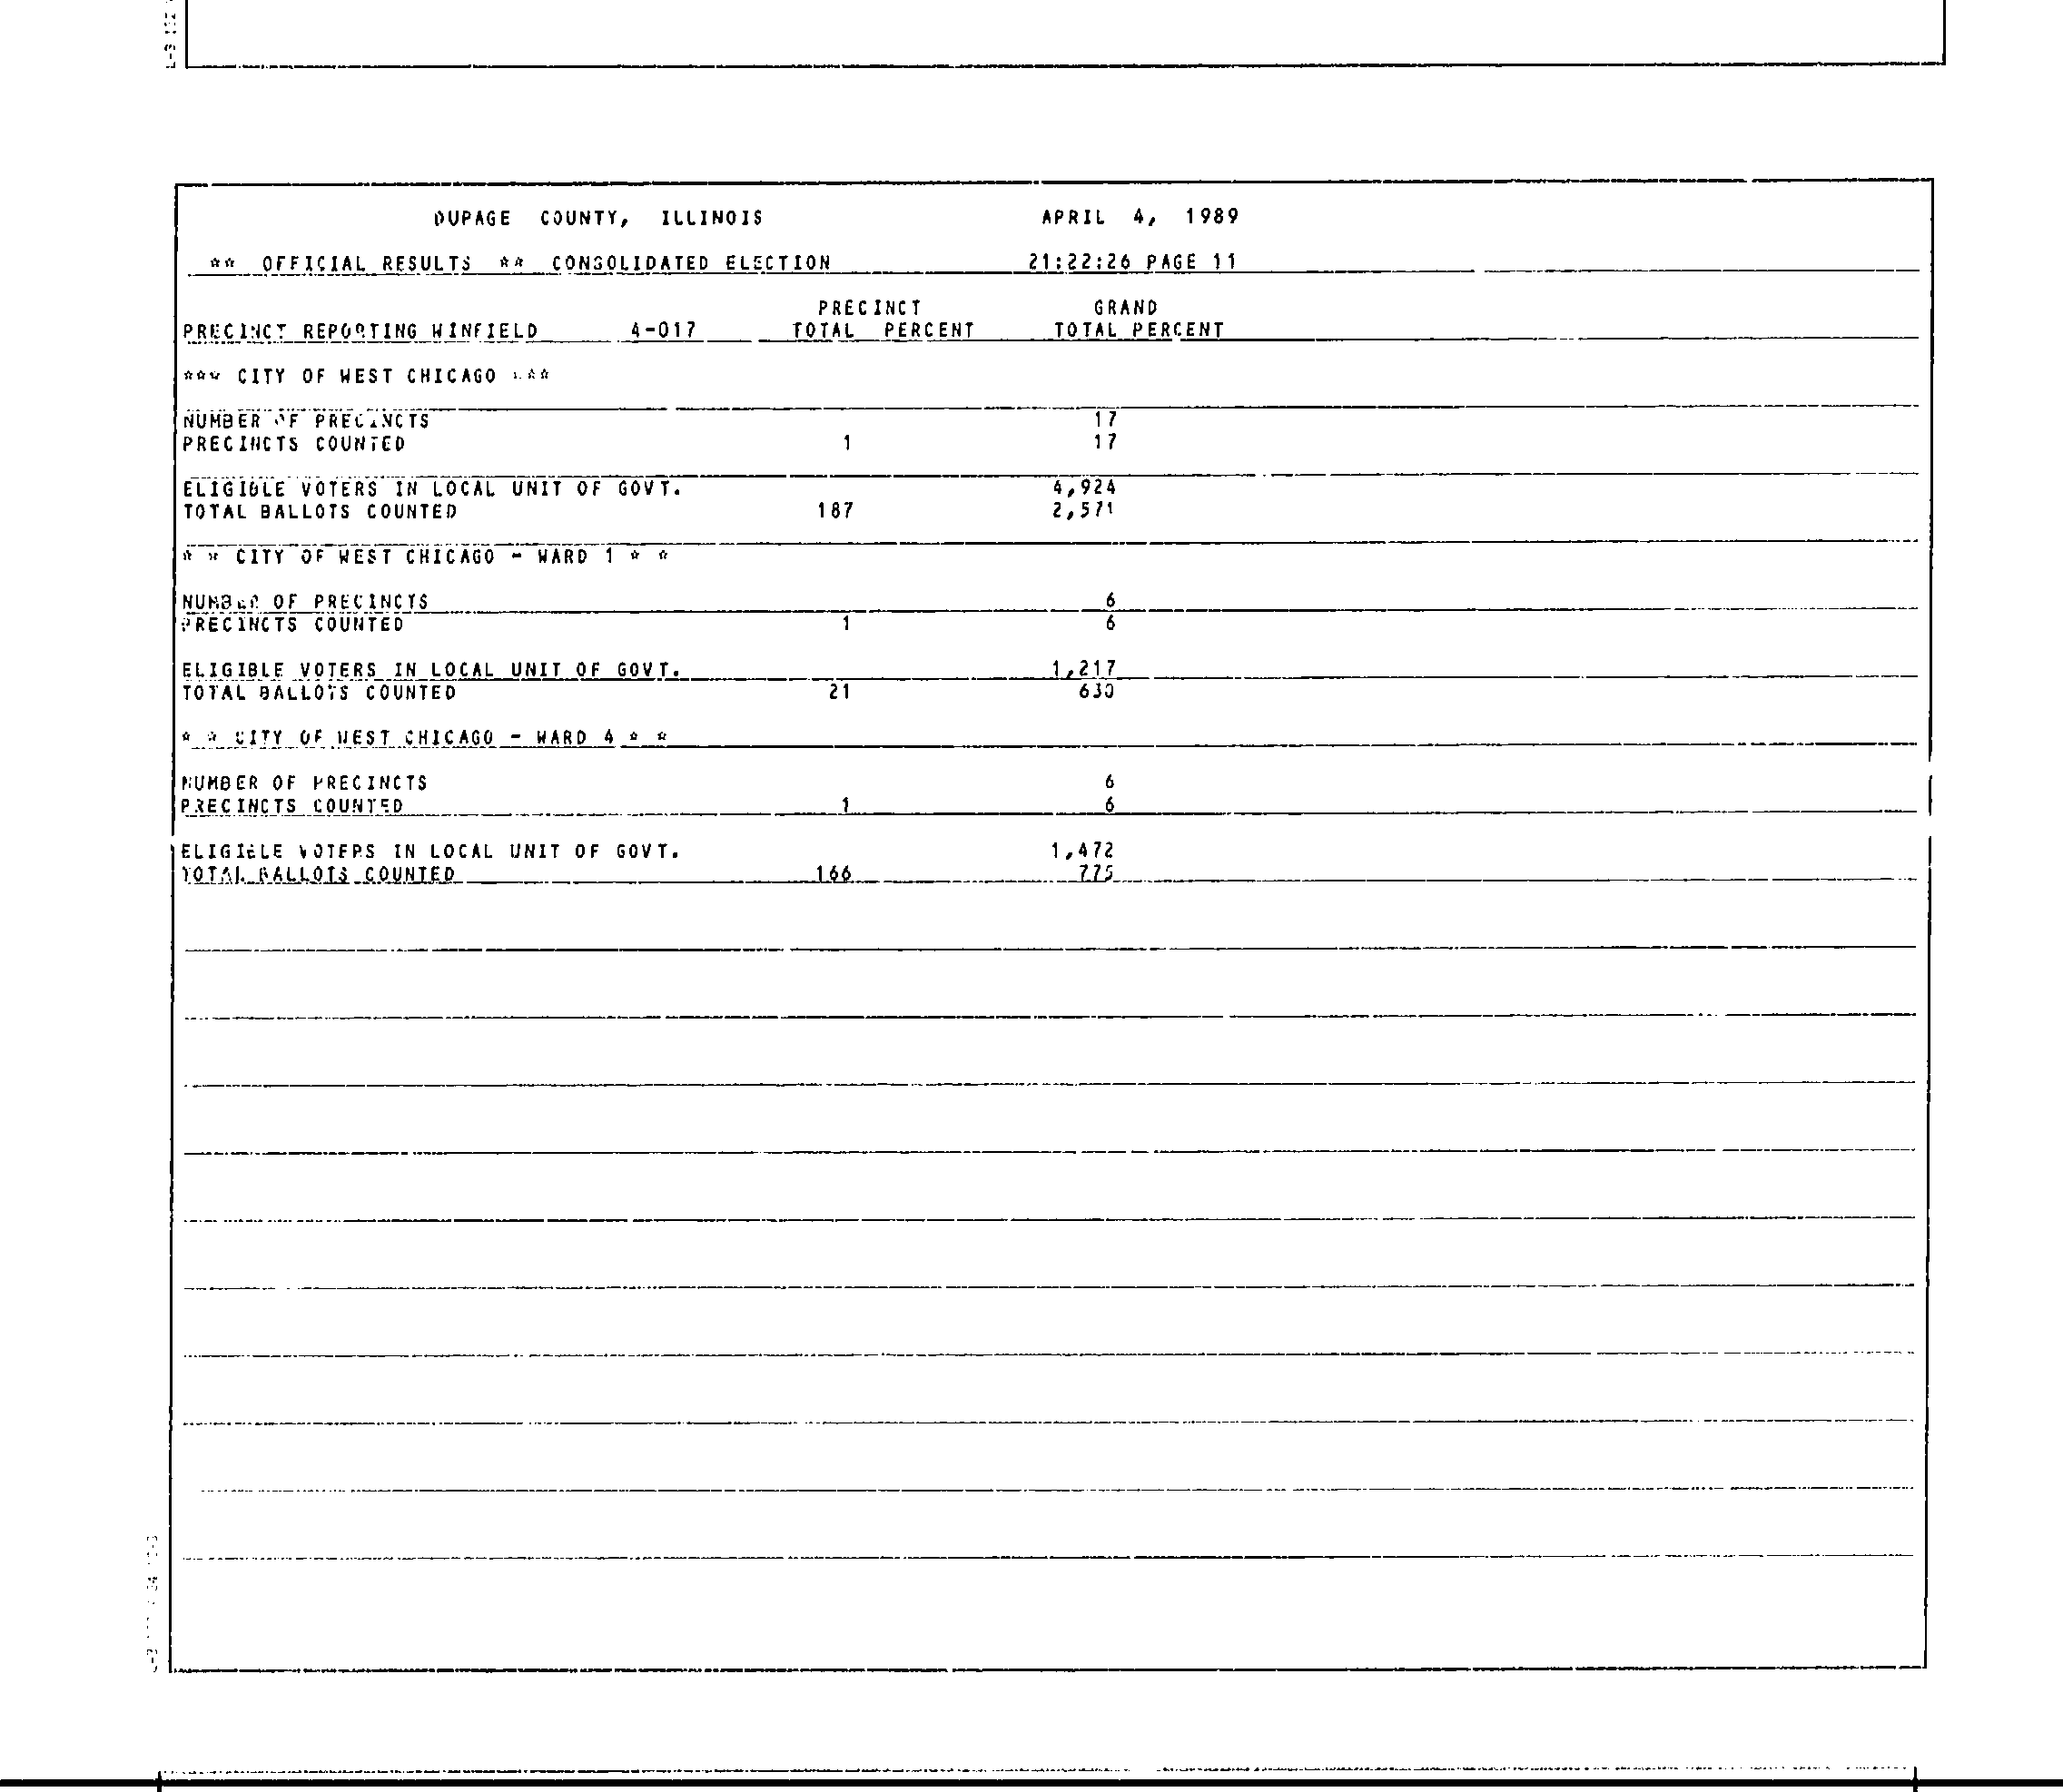 DUPAGE COUNTY, ILLINOIS APRIL 4, 1989
** OFFICIAL RESULTS ** CONSOLIDATED ELECTION 21:22:26 PAGE 11
PRECINCT GRAND
PRECINCT REPORTING WINFIELD 4-017 TOTAL PERCENT TOTAL PERCENT
*** CITY OF WEST CHICAGO ***
NUMBER OF PRECINCTS 17
PRECINCTS COUNTED 1 17
ELIGIBLE VOTERS IN LOCAL UNIT OF GOVT. 4,924
TOTAL BALLOTS COUNTED 187 2,571
* * CITY OF WEST CHICAGO - WARD 1 * *
NUMBER OF PRECINCTS 6
PRECINCTS COUNTED 1 6
ELIGIBLE VOTERS IN LOCAL UNIT OF GOVT. 1,217
TOTAL BALLOTS COUNTED 21 630
* * CITY OF WEST CHICAGO - WARD 4 * *
NUMBER OF PRECINCTS 6
PRECINCTS COUNTED 1 6
ELIGIBLE VOTERS IN LOCAL UNIT OF GOVT. 1,472
TOTAL BALLOTS COUNTED 166 775